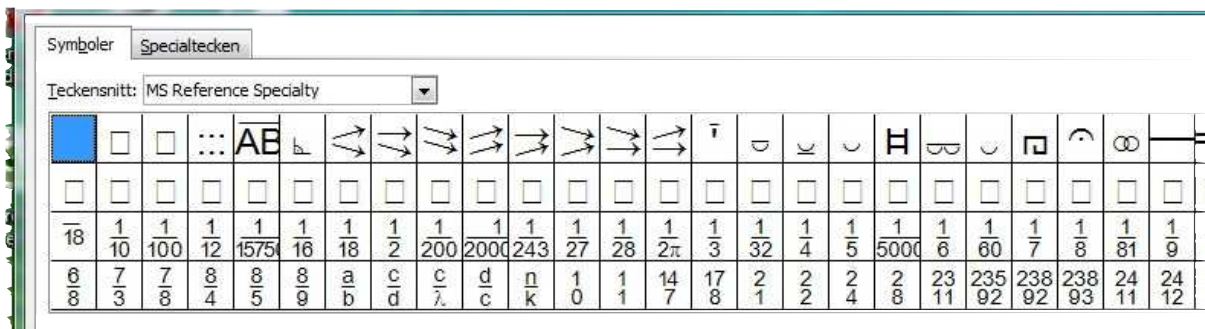 Symboler Specialtecken
Teckensnitt: MS Reference Specialty
AB
18 1/10 1/100 1/12 1/16 1/18 1/2 1/200 1/2000 1/243 1/27 1/28 1/2π 1/3 1/32 1/4 1/5 1/5000 1/6 1/60 1/7 1/8 1/81 1/9
6/8 7/3 7/8 8/4 8/5 8/9 a/b c/d c/λ d/c n/k 1/0 1/1 14/7 17/8 2/1 2/2 2/4 2/8 23/11 235/92 238/92 238/93 24/11 24/12